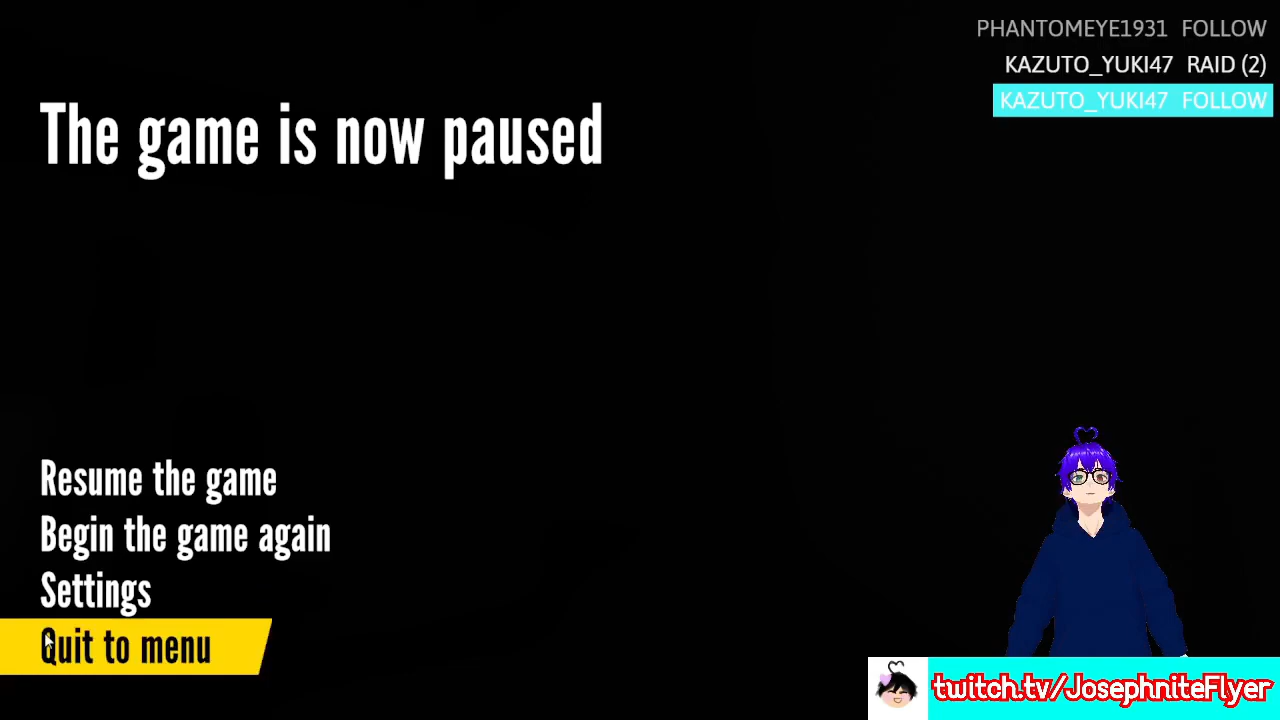 PHANTOMEYE1931 FOLLOW
KAZUTO_YUKI47 RAID (2)
KAZUTO_YUKI47 FOLLOW
The game is now paused
Resume the game
Begin the game again
Settings
Quit to menu
twitch.tv/JosephniteFlyer